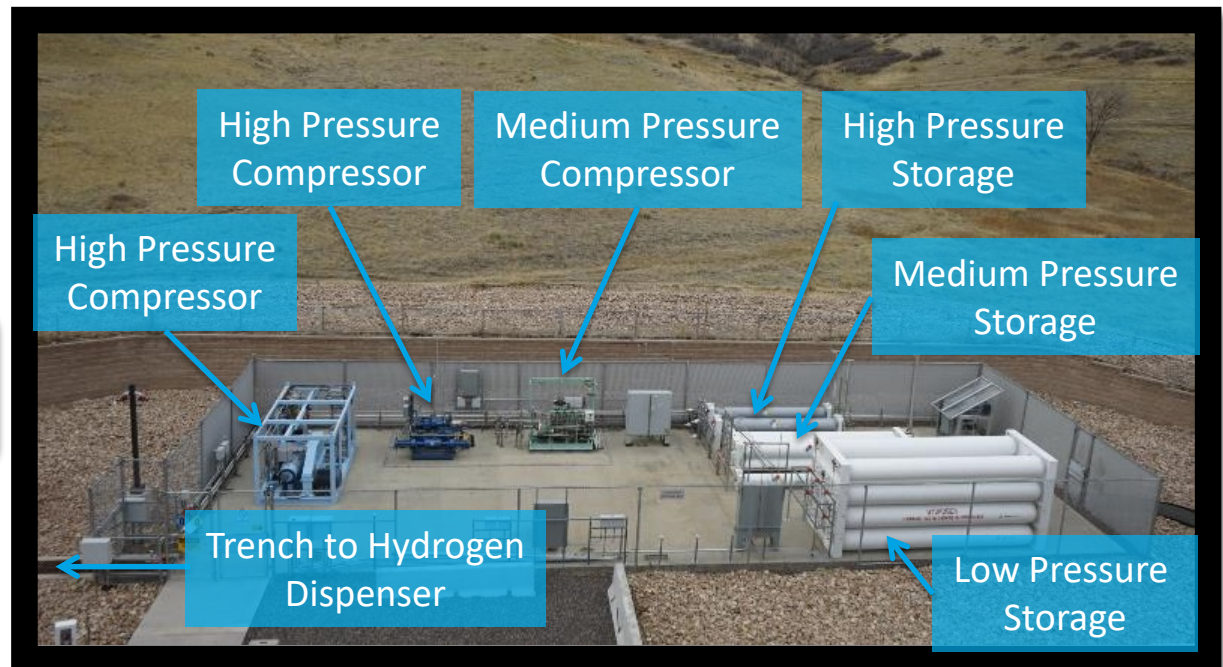 High Pressure
Compressor
Medium Pressure
Compressor
High Pressure
Storage
High Pressure
Compressor
Medium Pressure
Storage
Trench to Hydrogen
Dispenser
Low Pressure
Storage
HYDROGEN